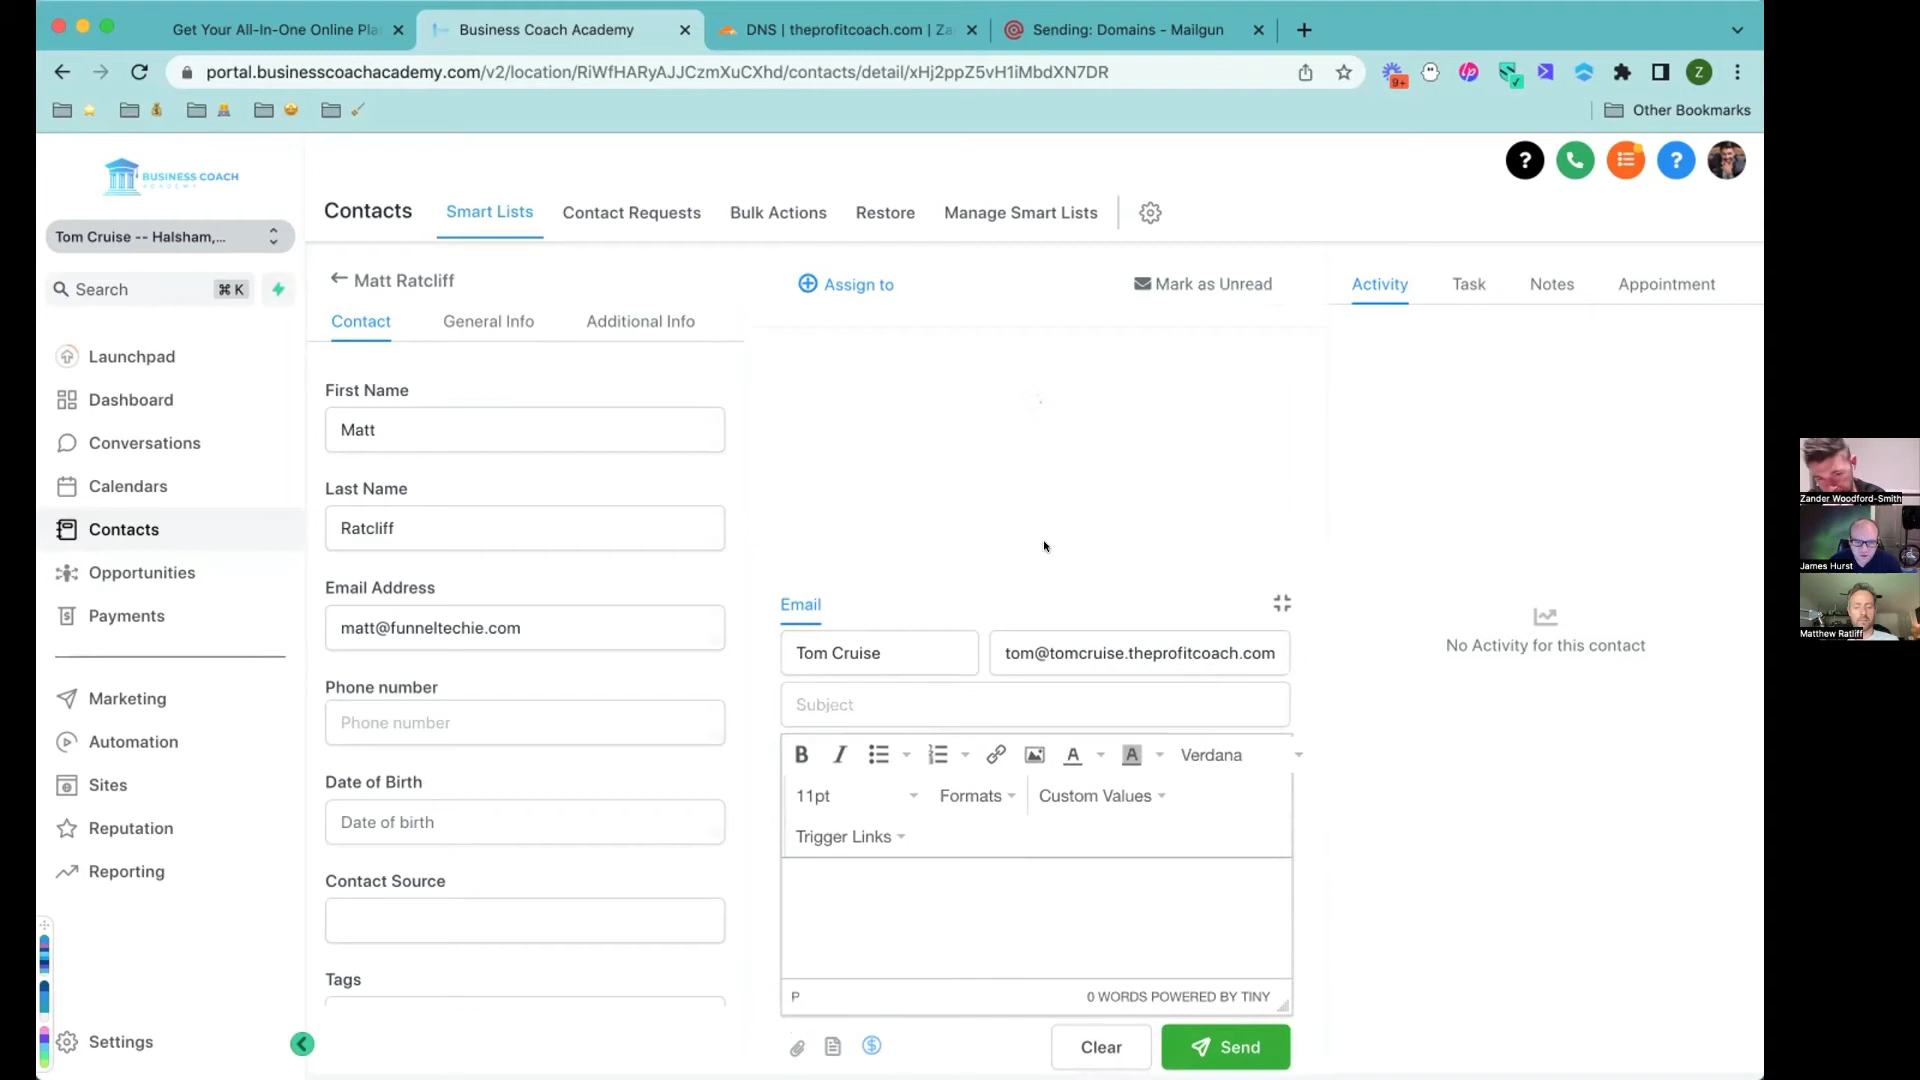 Get Your All-In-One Online Pla
Business Coach Academy
DNS | theprofitcoach.com | Za
Sending: Domains - Mailgun
portal.businesscoachacademy.com/v2/location/RiWfHARyAJJCzmXuCXhd/contacts/detail/xHj2ppZ5vH1iMbdXN7DR
9+
Z
Other Bookmarks
BUSINESS COACH
ACADEMY
Contacts
Smart Lists
Contact Requests
Bulk Actions
Restore
Manage Smart Lists
Tom Cruise -- Halsham,...
Search
⌘ K
Launchpad
Dashboard
Conversations
Calendars
Contacts
Opportunities
Payments
Marketing
Automation
Sites
Reputation
Reporting
Settings
Matt Ratcliff
Contact
General Info
Additional Info
First Name
Matt
Last Name
Ratcliff
Email Address
matt@funneltechie.com
Phone number
Phone number
Date of Birth
Date of birth
Contact Source
Tags
Assign to
Mark as Unread
Email
Tom Cruise
tom@tomcruise.theprofitcoach.com
Subject
B I A A Verdana
11pt Formats Custom Values
Trigger Links
P
0 WORDS POWERED BY TINY
Clear
Send
Activity
Task
Notes
Appointment
No Activity for this contact
Zander Woodford-Smith
James Hurst
Matthew Ratliff